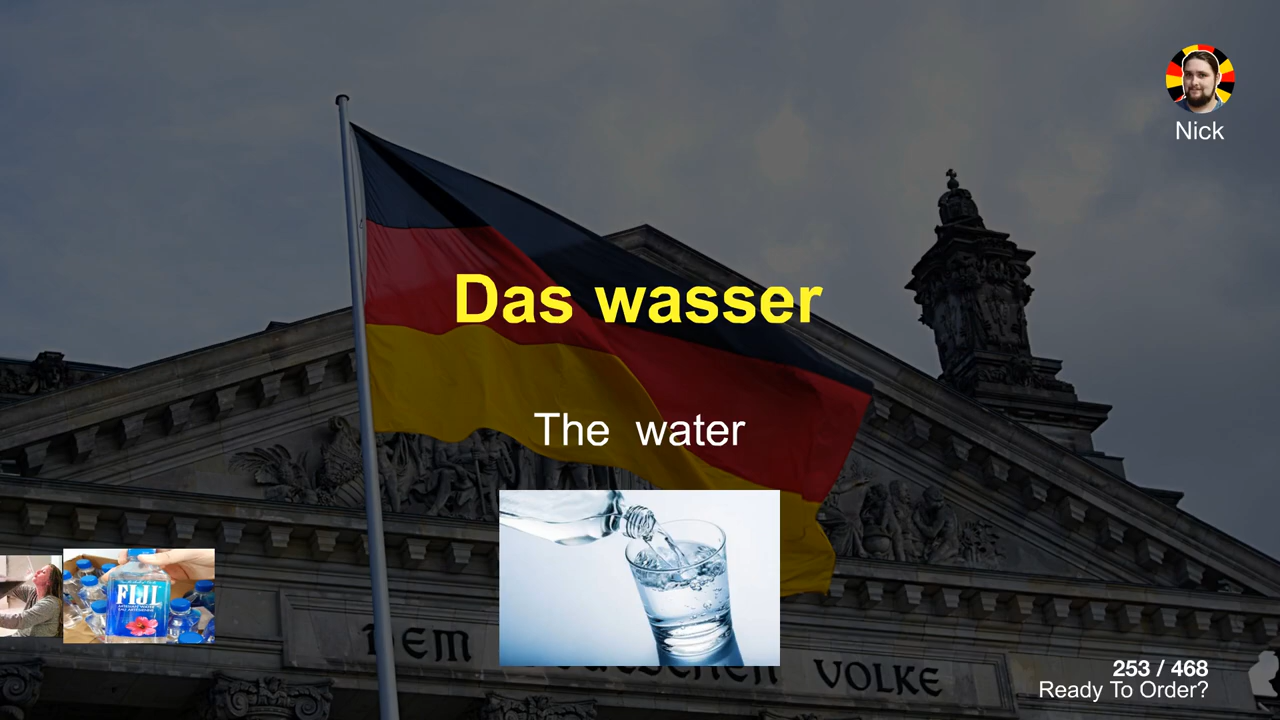 Nick
Das wasser
The water
FIJI
DEM
VOLKE
253 / 468
Ready To Order?